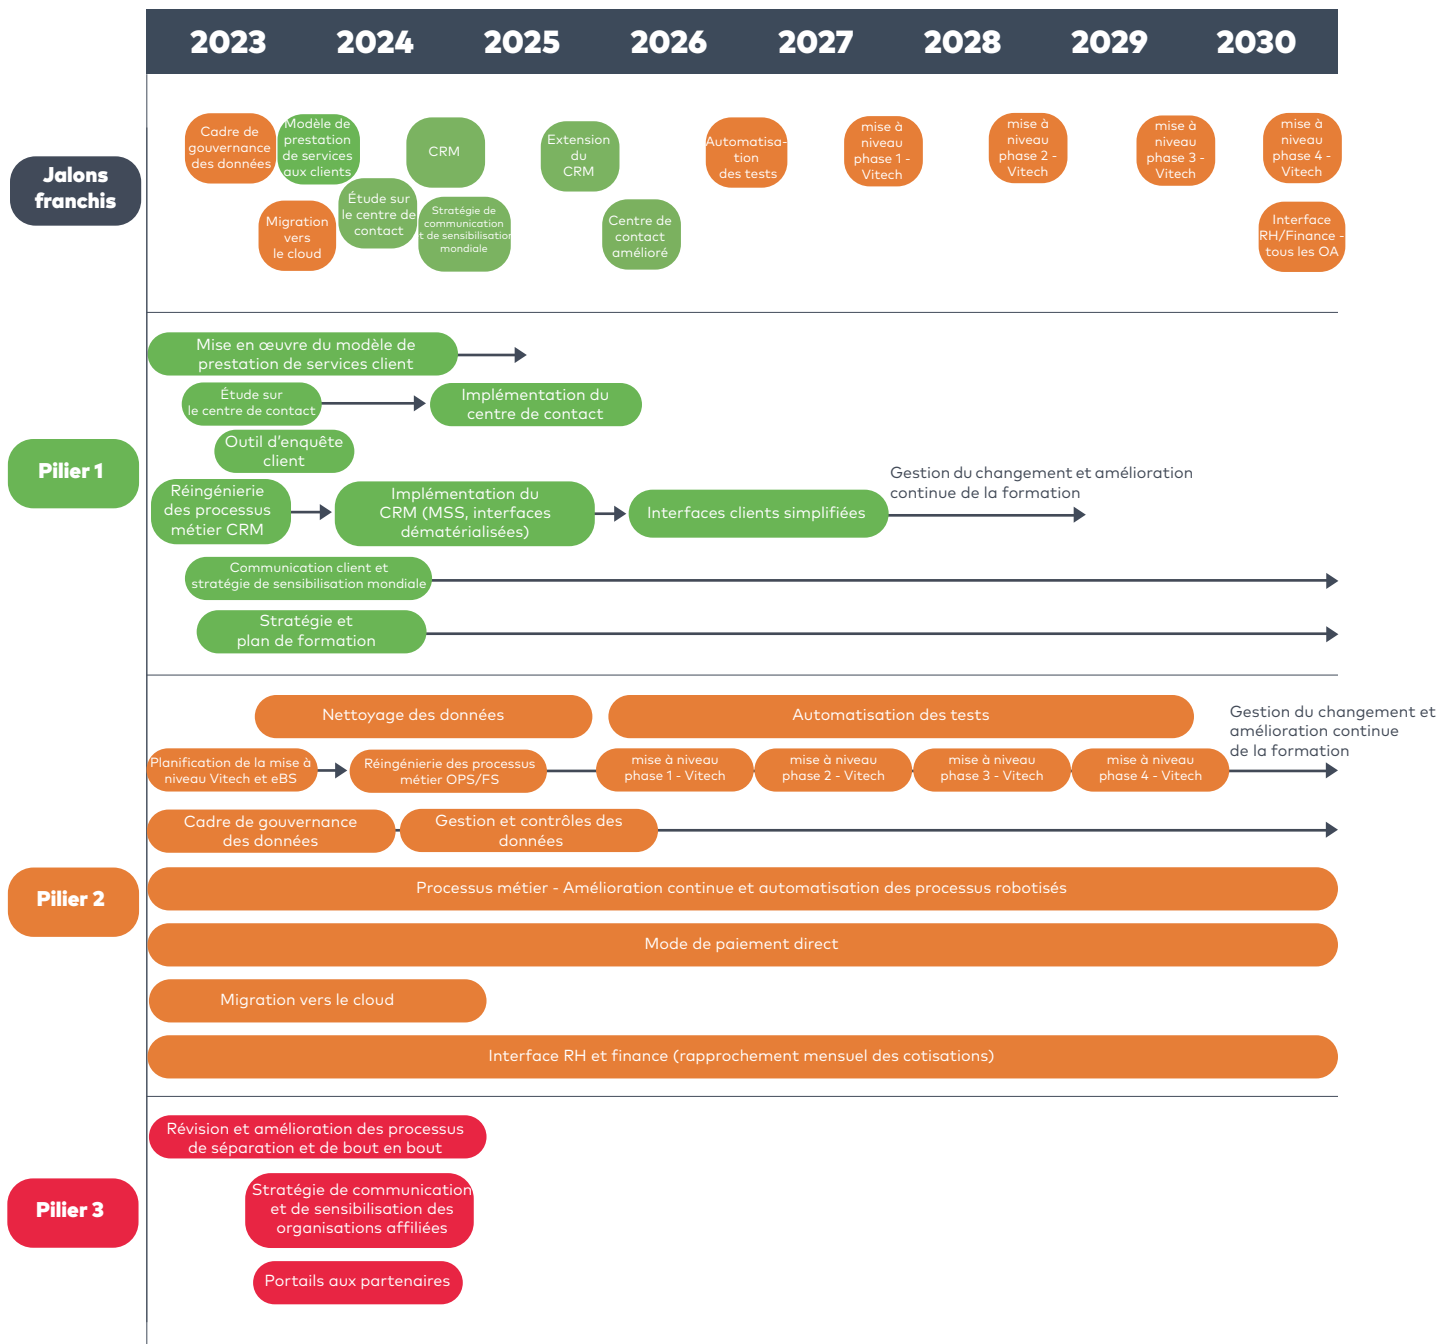 2023 2024 2025 2026 2027 2028 2029 2030
Jalons
franchis
Cadre de
gouvernance
des données
Modèle de
prestation
de services
aux clients
CRM
Extension
du
CRM
Automatisa-
tion
des tests
mise à
niveau
phase 1 -
Vitech
mise à
niveau
phase 2 -
Vitech
mise à
niveau
phase 3 -
Vitech
mise à
niveau
phase 4 -
Vitech
Migration
vers
le cloud
Étude sur
le centre de
contact
Stratégie de
communication
et de sensibilisation
mondiale
Centre de
contact
amélioré
Interface
RH/Finance -
tous les OA
Pilier 1
Mise en œuvre du modèle de
prestation de services client
Étude sur
le centre de contact
Implémentation du
centre de contact
Outil d'enquête
client
Réingénierie
des processus
métier CRM
Implémentation du
CRM (MSS, interfaces
dématérialisées)
Interfaces clients simplifiées
Gestion du changement et amélioration
continue de la formation
Communication client et
stratégie de sensibilisation mondiale
Stratégie et
plan de formation
Pilier 2
Nettoyage des données
Automatisation des tests
Gestion du changement et
amélioration continue
de la formation
Planification de la mise à
niveau Vitech et eBS
Réingénierie des processus
métier OPS/FS
mise à niveau
phase 1 - Vitech
mise à niveau
phase 2 - Vitech
mise à niveau
phase 3 - Vitech
mise à niveau
phase 4 - Vitech
Cadre de gouvernance
des données
Gestion et contrôles des
données
Processus métier - Amélioration continue et automatisation des processus robotisés
Mode de paiement direct
Migration vers le cloud
Interface RH et finance (rapprochement mensuel des cotisations)
Pilier 3
Révision et amélioration des processus
de séparation et de bout en bout
Stratégie de communication
et de sensibilisation des
organisations affiliées
Portails aux partenaires